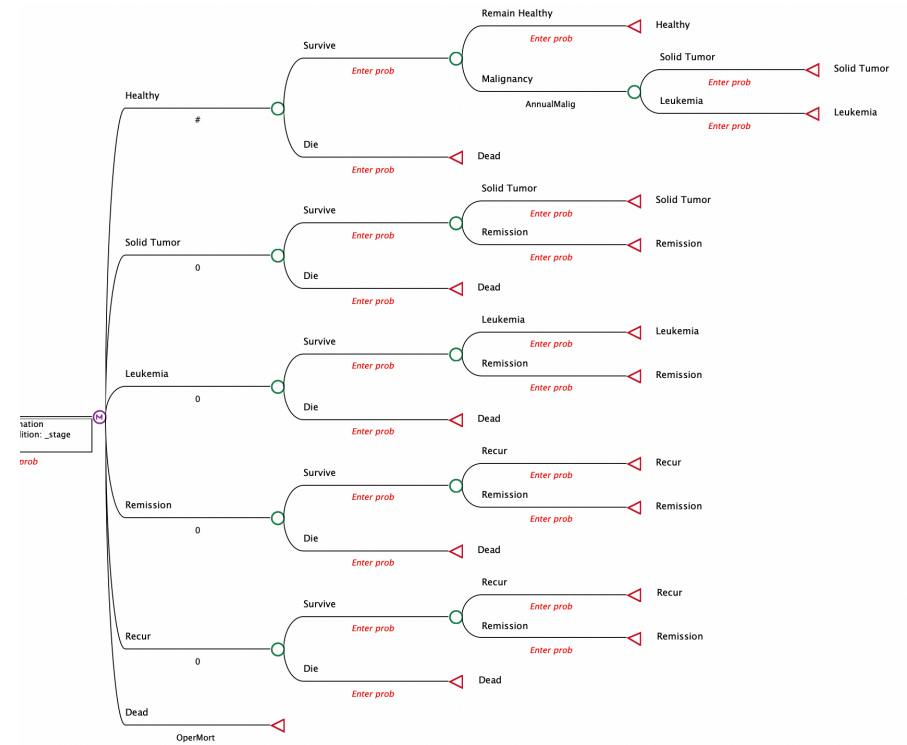 Remain Healthy
Healthy
Enter prob
Survive
Solid Tumor
Solid Tumor
Enter prob
Enter prob
Malignancy
AnnualMalig
Leukemia
Leukemia
Enter prob
Healthy
#
Die
Dead
Enter prob
Solid Tumor
Solid Tumor
Enter prob
Survive
Enter prob
Remission
Remission
Enter prob
Solid Tumor
0
Die
Dead
Enter prob
Leukemia
Leukemia
Enter prob
Survive
Enter prob
Remission
Remission
Enter prob
Leukemia
0
Die
Dead
Enter prob
M
nation
lition: _stage
prob
Recur
Recur
Enter prob
Survive
Enter prob
Remission
Remission
Enter prob
Remission
0
Die
Dead
Enter prob
Recur
Recur
Enter prob
Survive
Enter prob
Remission
Remission
Enter prob
Recur
0
Die
Dead
Enter prob
Dead
OperMort